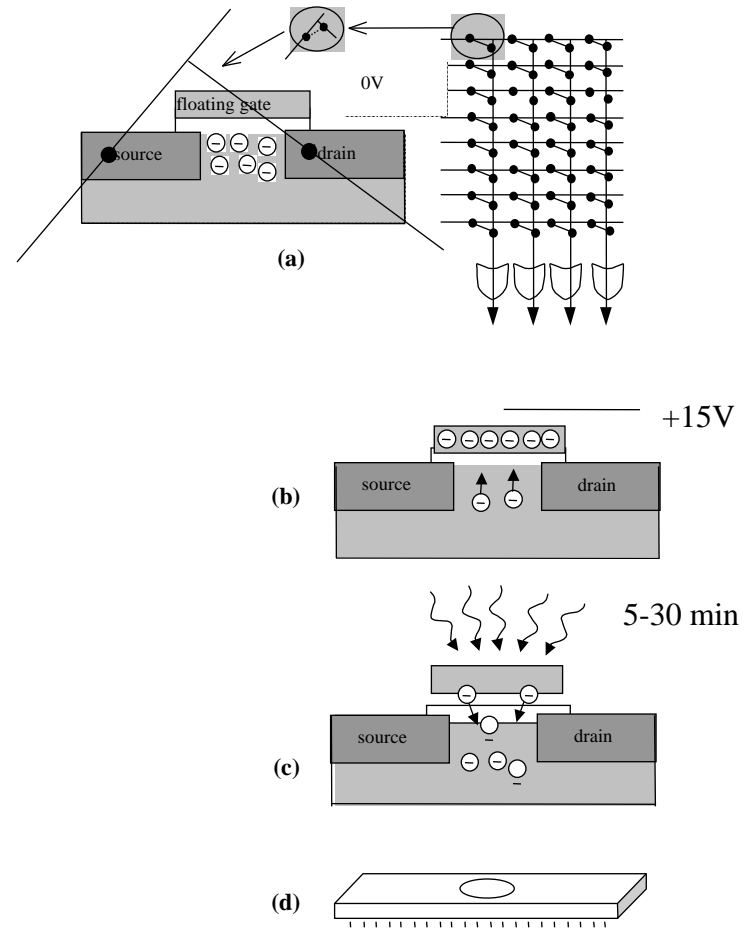 0V
floating gate
source
drain
(a)
+15V
(b)
source
drain
5-30 min
source
drain
(c)
(d)